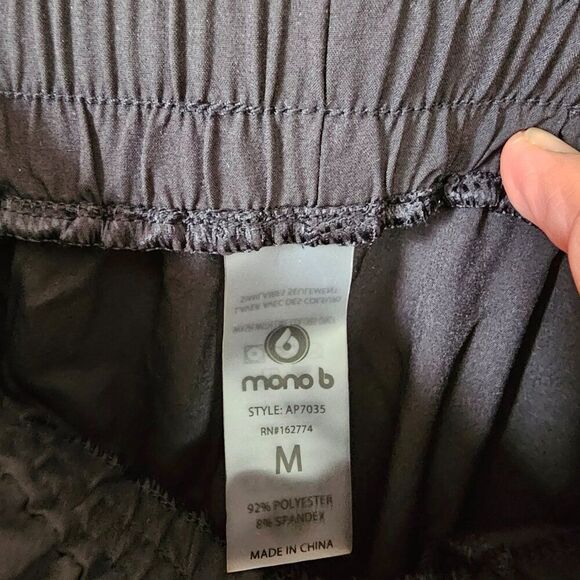 mono b
STYLE: AP7035
RN#162774
M
92% POLYESTER
8% SPANDEX
MADE IN CHINA